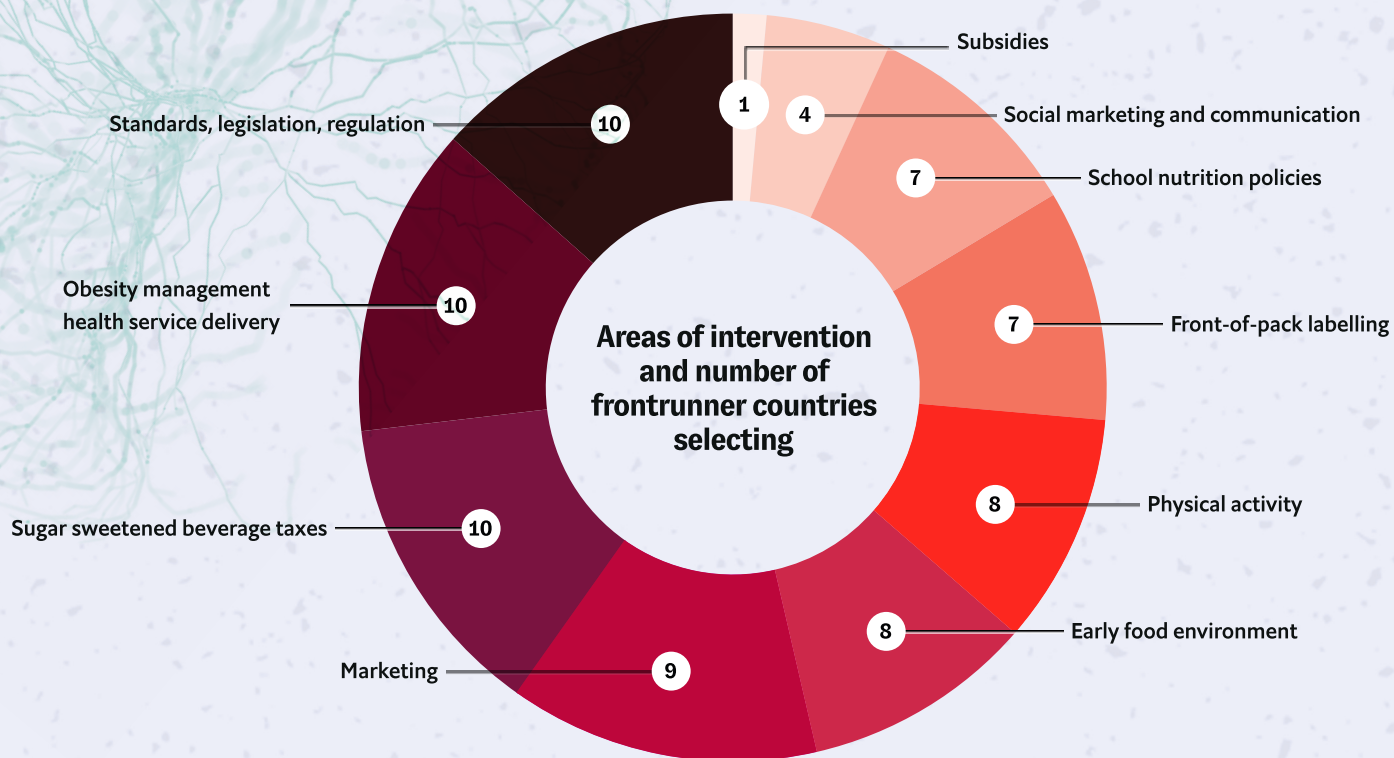 Subsidies
1
4
Social marketing and communication
Standards, legislation, regulation
10
7
School nutrition policies
Obesity management
health service delivery
10
7
Front-of-pack labelling
Areas of intervention
and number of
frontrunner countries
selecting
8
Physical activity
Sugar sweetened beverage taxes
10
8
Early food environment
Marketing
9